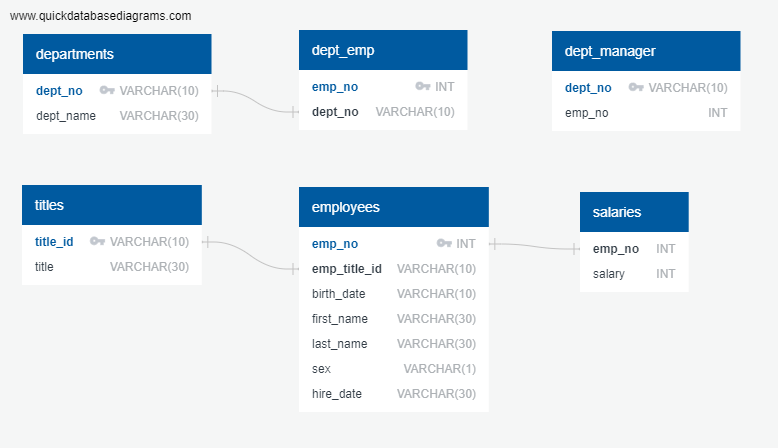 www.quickdatabasediagrams.com
departments
dept_no VARCHAR(10)
dept_name VARCHAR(30)
dept_emp
emp_no INT
dept_no VARCHAR(10)
dept_manager
dept_no VARCHAR(10)
emp_no INT
titles
title_id VARCHAR(10)
title VARCHAR(30)
employees
emp_no INT
emp_title_id VARCHAR(10)
birth_date VARCHAR(10)
first_name VARCHAR(30)
last_name VARCHAR(30)
sex VARCHAR(1)
hire_date VARCHAR(30)
salaries
emp_no INT
salary INT